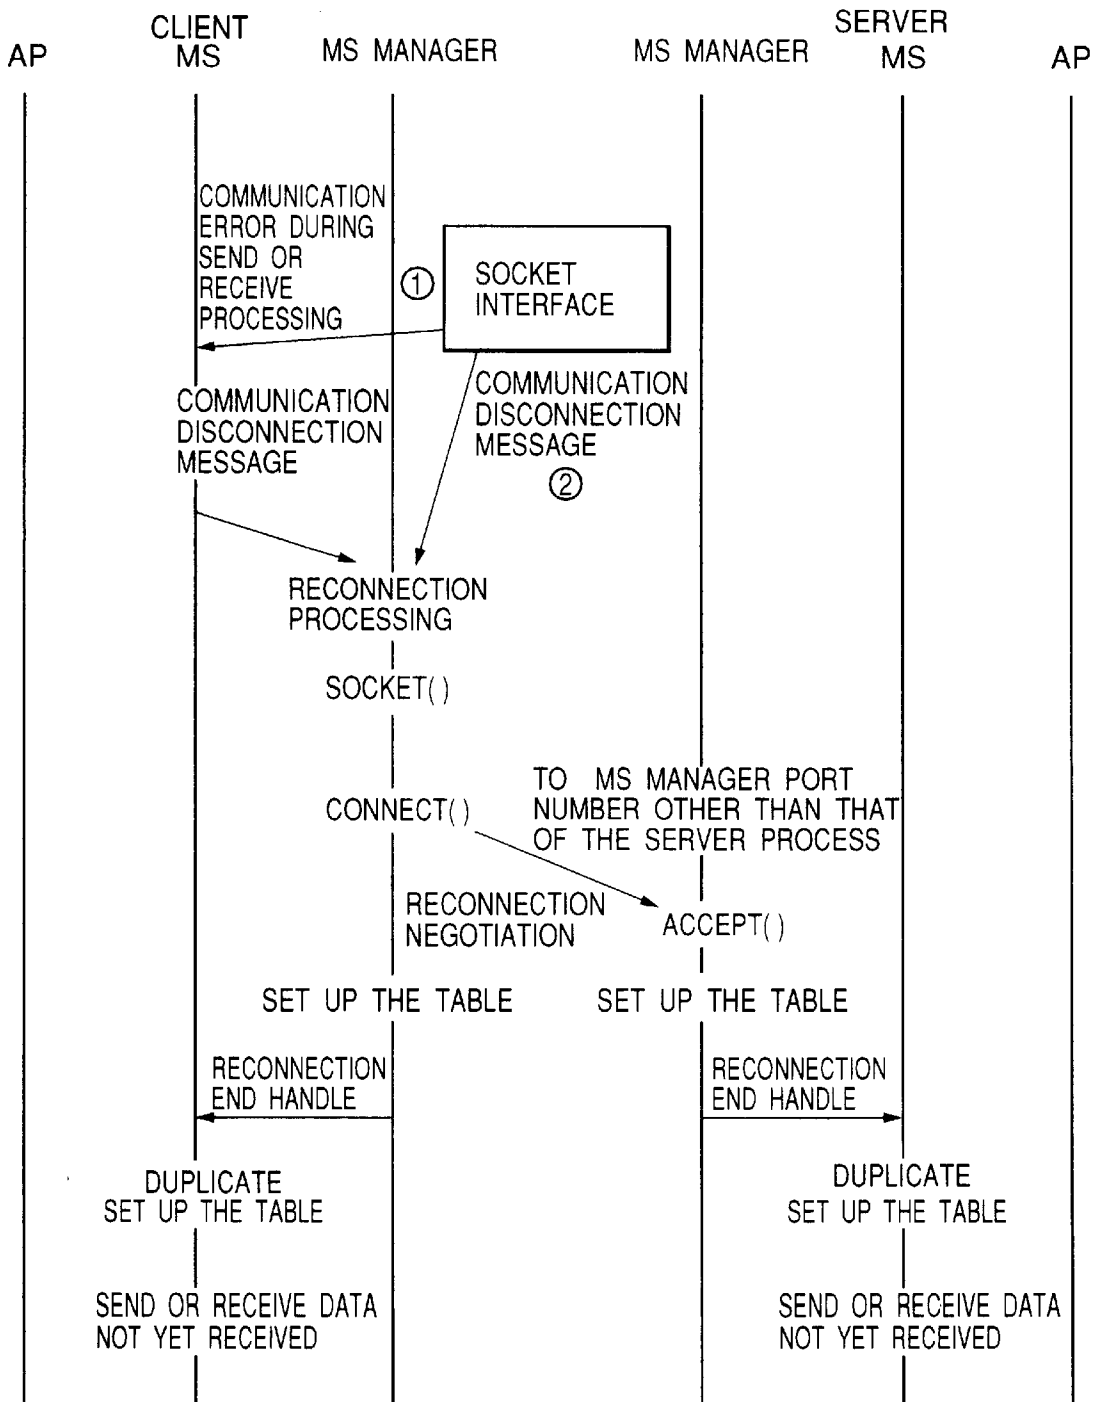 CLIENT
SERVER
AP
MS
MS MANAGER
MS MANAGER
MS
AP
COMMUNICATION
ERROR DURING
SEND OR
RECEIVE
PROCESSING
①
SOCKET
INTERFACE
COMMUNICATION
DISCONNECTION
MESSAGE
COMMUNICATION
DISCONNECTION
MESSAGE
②
RECONNECTION
PROCESSING
SOCKET()
CONNECT()
TO MS MANAGER PORT
NUMBER OTHER THAN THAT
OF THE SERVER PROCESS
RECONNECTION
NEGOTIATION
ACCEPT()
SET UP THE TABLE
SET UP THE TABLE
RECONNECTION
END HANDLE
RECONNECTION
END HANDLE
DUPLICATE
SET UP THE TABLE
DUPLICATE
SET UP THE TABLE
SEND OR RECEIVE DATA
NOT YET RECEIVED
SEND OR RECEIVE DATA
NOT YET RECEIVED